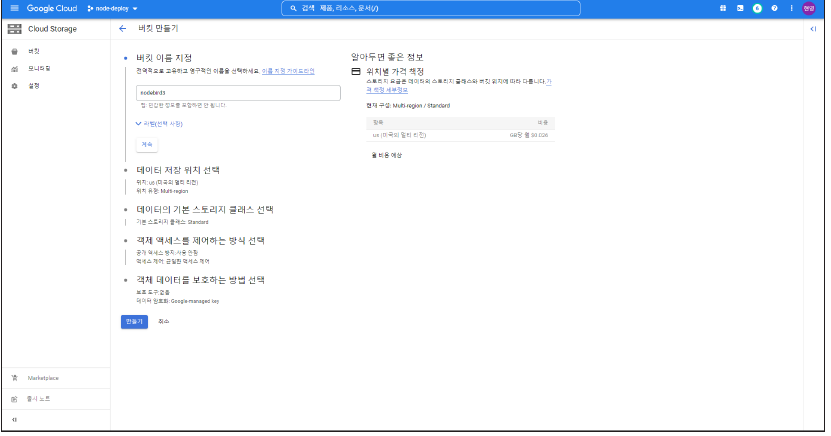 Google Cloud
node-deploy
검색 제품, 리소스, 문서(/)
6
현영
Cloud Storage
버킷 만들기
버킷
모니터링
설정
버킷 이름 지정
전역적으로 고유하고 영구적인 이름을 선택하세요. 이름 지정 가이드라인
nodebird3
팁: 민감한 정보를 포함하면 안 됩니다.
라벨(선택사항)
계속
데이터 저장 위치 선택
위치: us (미국의 멀티 리전)
위치 유형: Multi-region
데이터의 기본 스토리지 클래스 선택
기본 스토리지 클래스: Standard
객체 액세스를 제어하는 방식 선택
공개 액세스 방지: 사용 안함
액세스 제어: 균일한 액세스 제어
객체 데이터를 보호하는 방법 선택
보호 도구: 없음
데이터 암호화: Google-managed key
만들기
취소
알아두면 좋은 정보
위치별 가격 책정
스토리지 요금은 데이터의 스토리지 클래스와 버킷 위치에 따라 다릅니다. 가
격 책정 세부정보
현재 구성: Multi-region / Standard
항목 비용
us (미국의 멀티 리전) GB당 월 $0.026
월 비용 예상
Marketplace
출시 노트